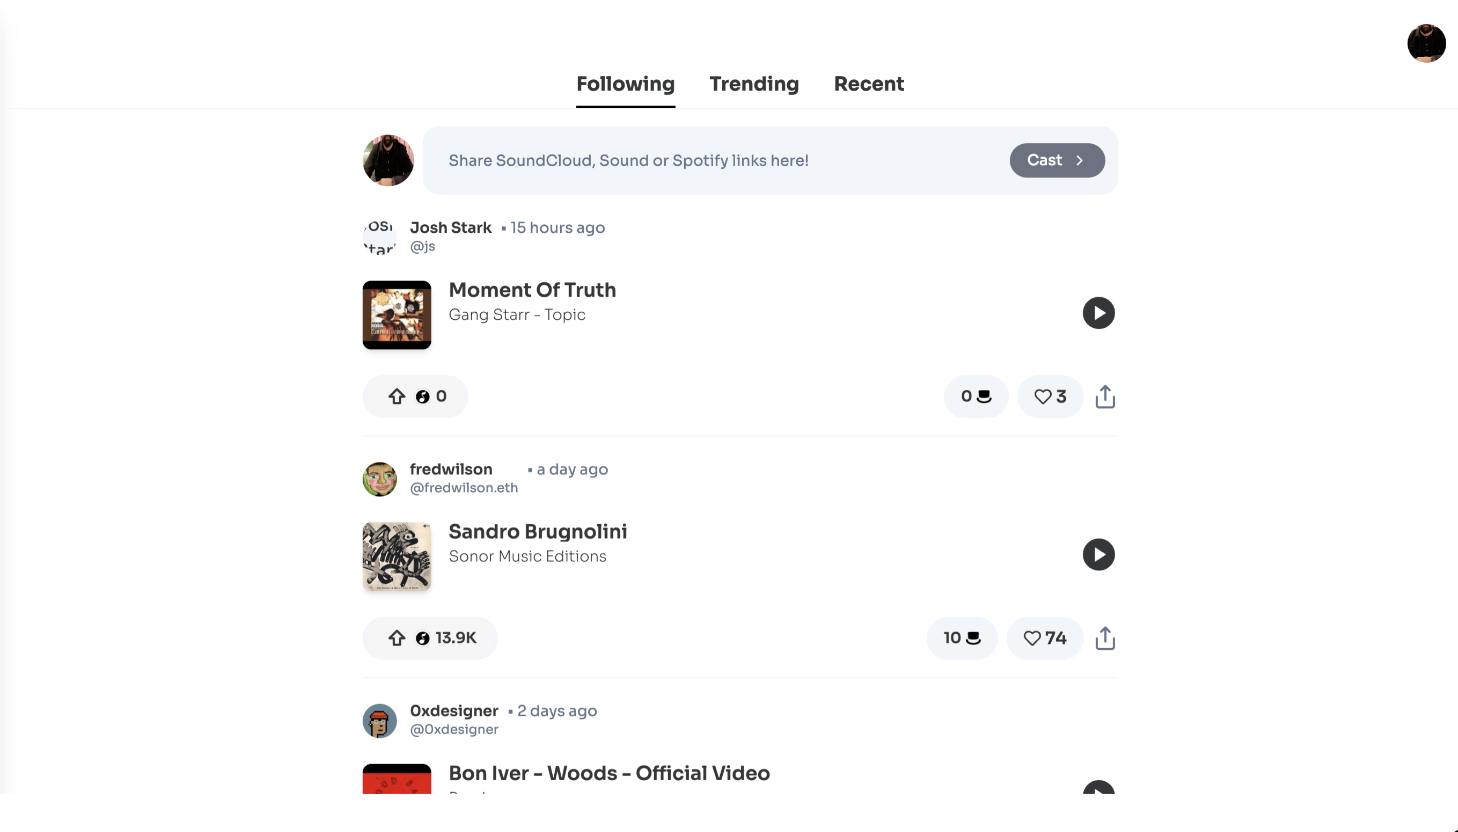 Following Trending Recent
Share SoundCloud, Sound or Spotify links here!
Cast
Josh Stark • 15 hours ago
@js
Moment Of Truth
Gang Starr - Topic
0
0
3
fredwilson • a day ago
@fredwilson.eth
Sandro Brugnolini
Sonor Music Editions
13.9K
10
74
0xdesigner • 2 days ago
@0xdesigner
Bon Iver - Woods - Official Video